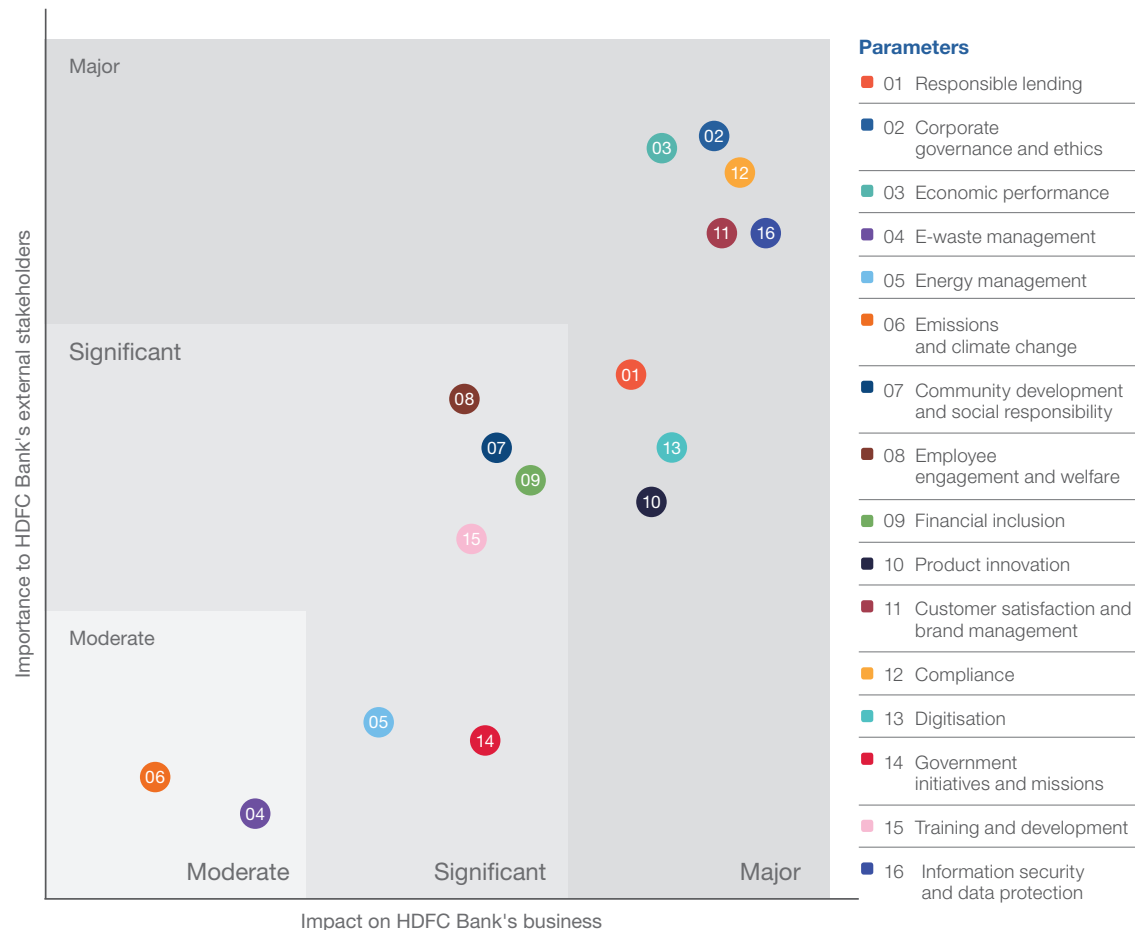 Importance to HDFC Bank's external stakeholders
Major
02
03
12
11
16
Significant
01
08
07
13
09
10
15
Moderate
05
14
06
04
Moderate
Significant
Major
Impact on HDFC Bank's business
Parameters
01 Responsible lending
02 Corporate
governance and ethics
03 Economic performance
04 E-waste management
05 Energy management
06 Emissions
and climate change
07 Community development
and social responsibility
08 Employee
engagement and welfare
09 Financial inclusion
10 Product innovation
11 Customer satisfaction and
brand management
12 Compliance
13 Digitisation
14 Government
initiatives and missions
15 Training and development
16 Information security
and data protection